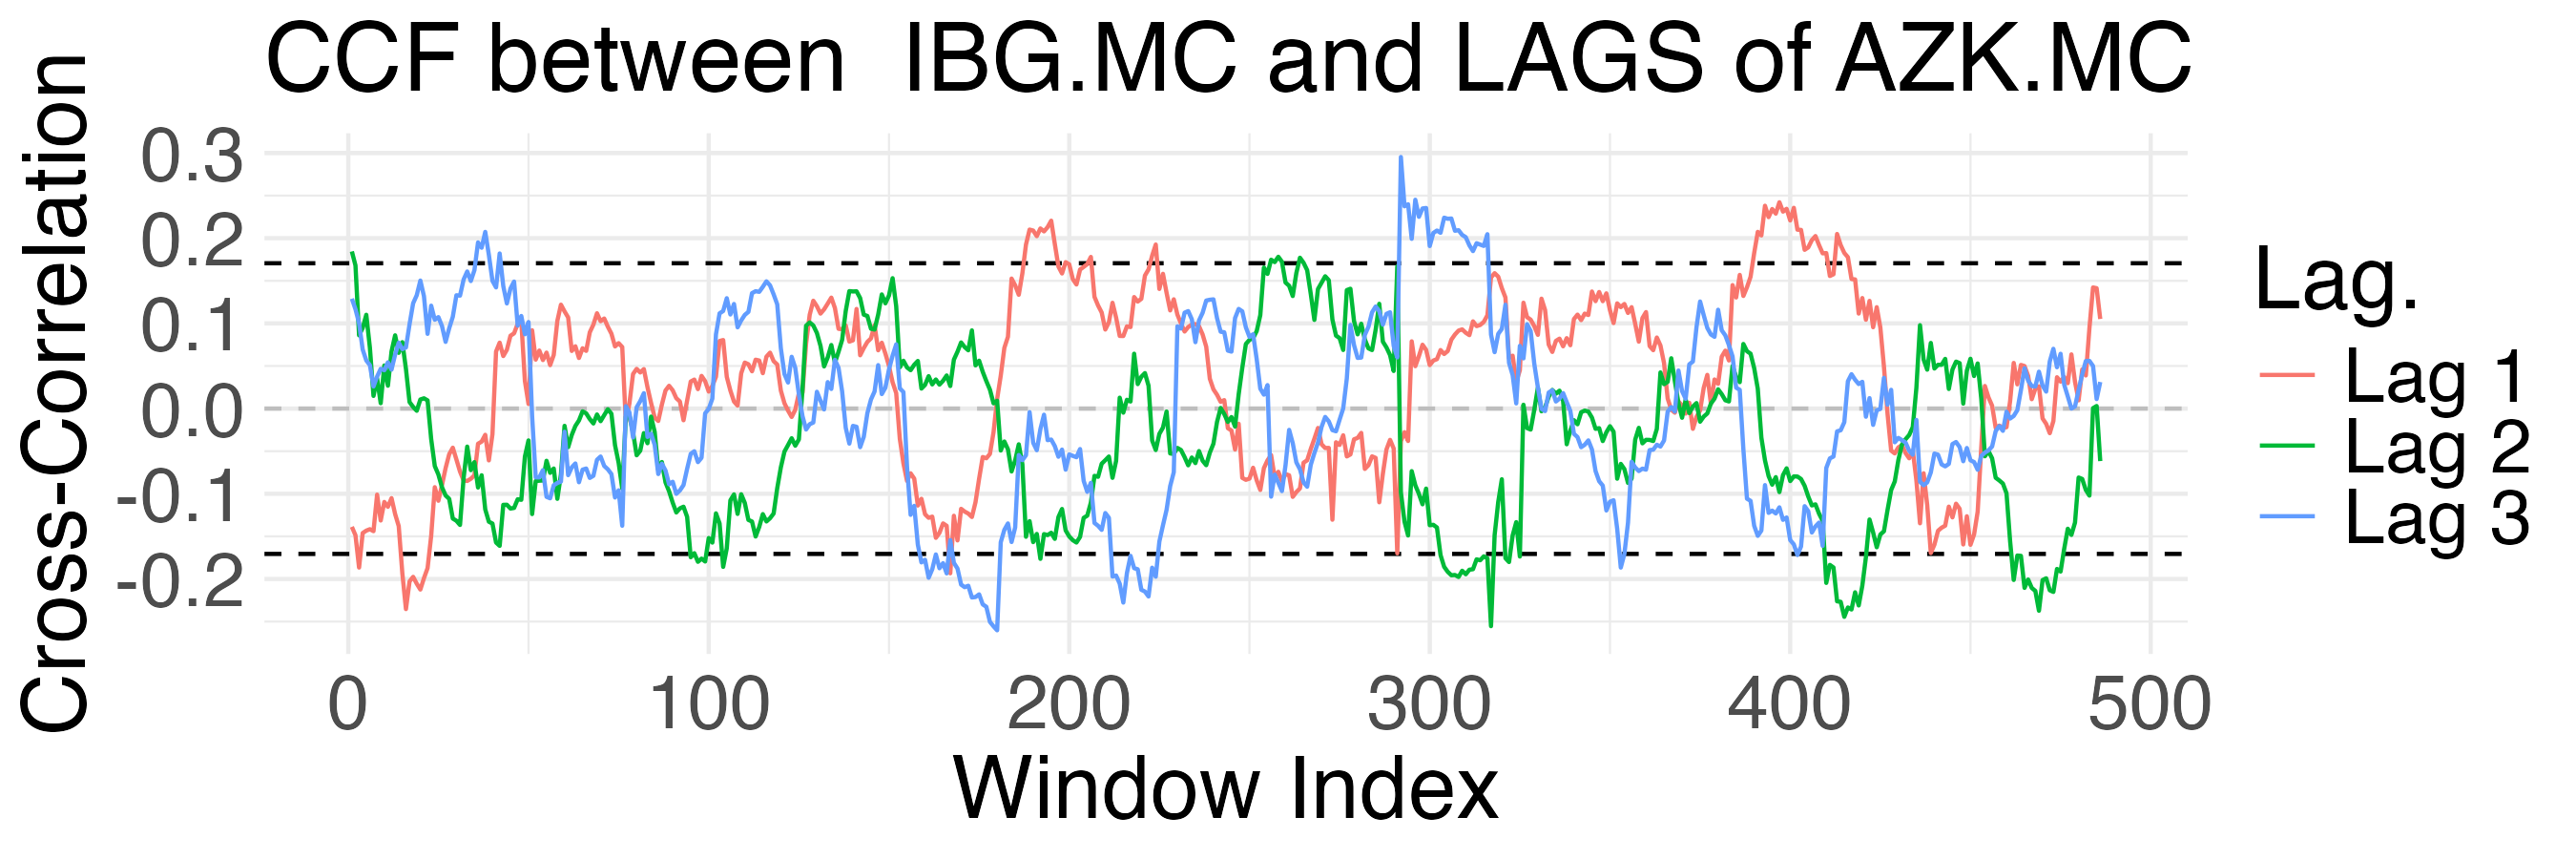 CCF between IBG.MC and LAGS of AZK.MC
Cross-Correlation
0.3
0.2
0.1
0.0
-0.1
-0.2
0 100 200 300 400 500
Window Index
Lag.
Lag 1
Lag 2
Lag 3